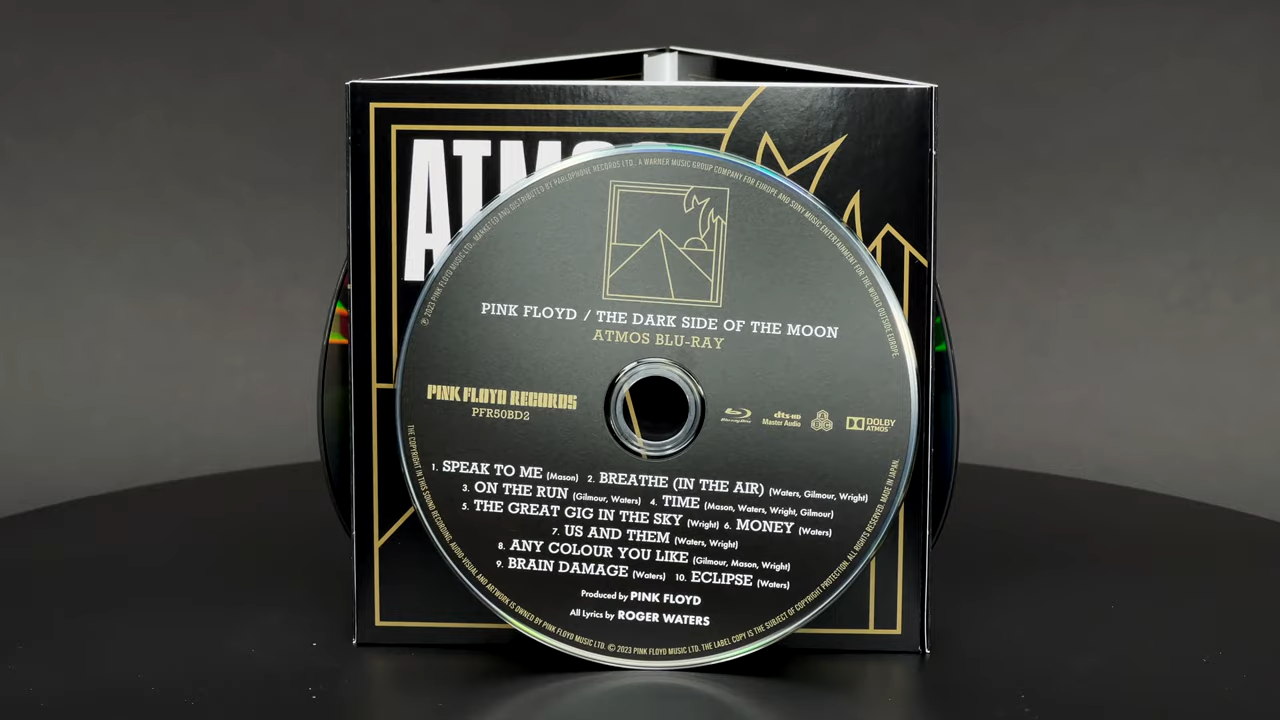 ATMO
℗ 2023 PINK FLOYD MUSIC LTD., MARKETED AND DISTRIBUTED BY PARLOPHONE RECORDS LTD., A WARNER MUSIC GROUP COMPANY FOR EUROPE AND SONY MUSIC ENTERTAINMENT FOR THE WORLD OUTSIDE EUROPE.
PINK FLOYD / THE DARK SIDE OF THE MOON
ATMOS BLU-RAY
PINK FLOYD RECORDS
PFR50BD2
Blu-ray Disc
dts-HD
Master Audio
DOLBY
ATMOS
1. SPEAK TO ME (Mason) 2. BREATHE (IN THE AIR) (Waters, Gilmour, Wright)
3. ON THE RUN (Gilmour, Waters) 4. TIME (Mason, Waters, Wright, Gilmour)
5. THE GREAT GIG IN THE SKY (Wright) 6. MONEY (Waters)
7. US AND THEM (Waters, Wright)
8. ANY COLOUR YOU LIKE (Gilmour, Mason, Wright)
9. BRAIN DAMAGE (Waters) 10. ECLIPSE (Waters)
Produced by PINK FLOYD
All Lyrics by ROGER WATERS
THE COPYRIGHT IN THIS SOUND RECORDING, AUDIO-VISUAL AND ARTWORK IS OWNED BY PINK FLOYD MUSIC LTD. © 2023 PINK FLOYD MUSIC LTD. THE LABEL COPY IS THE SUBJECT OF COPYRIGHT PROTECTION. ALL RIGHTS RESERVED. MADE IN JAPAN.